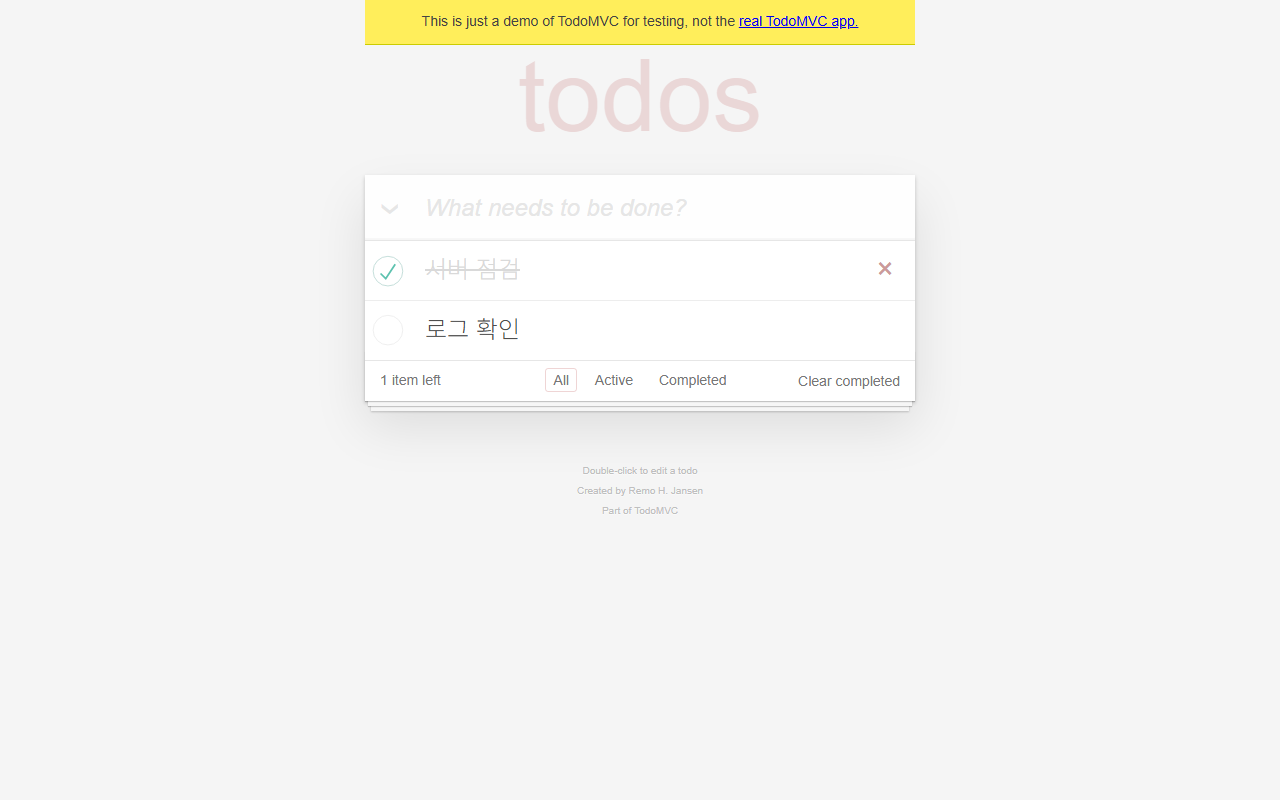 This is just a demo of TodoMVC for testing, not the real TodoMVC app.
todos
What needs to be done?
서버 점검
로그 확인
1 item left
All
Active
Completed
Clear completed
Double-click to edit a todo
Created by Remo H. Jansen
Part of TodoMVC